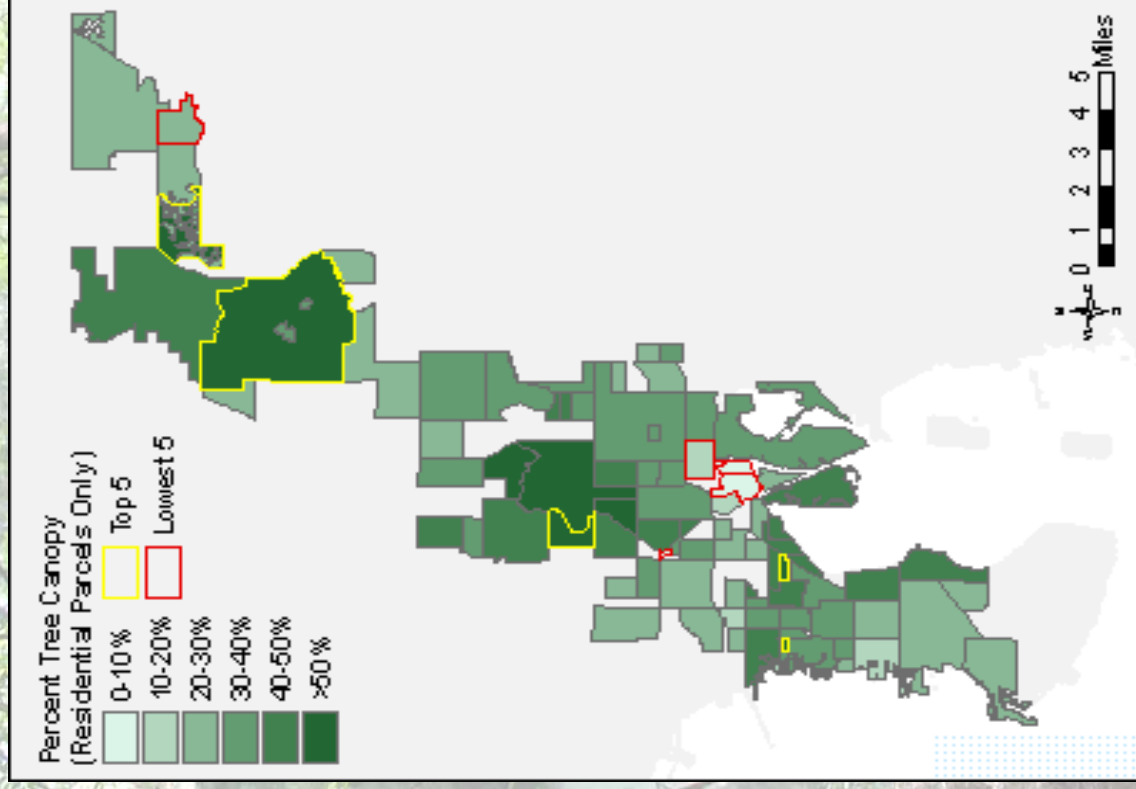 Percent Tree Canopy
(Residential Parcels Only)
0-10%
10-20%
20-30%
30-40%
40-50%
>50%
Top 5
Lowest 5
0 1 2 3 4 5
Miles